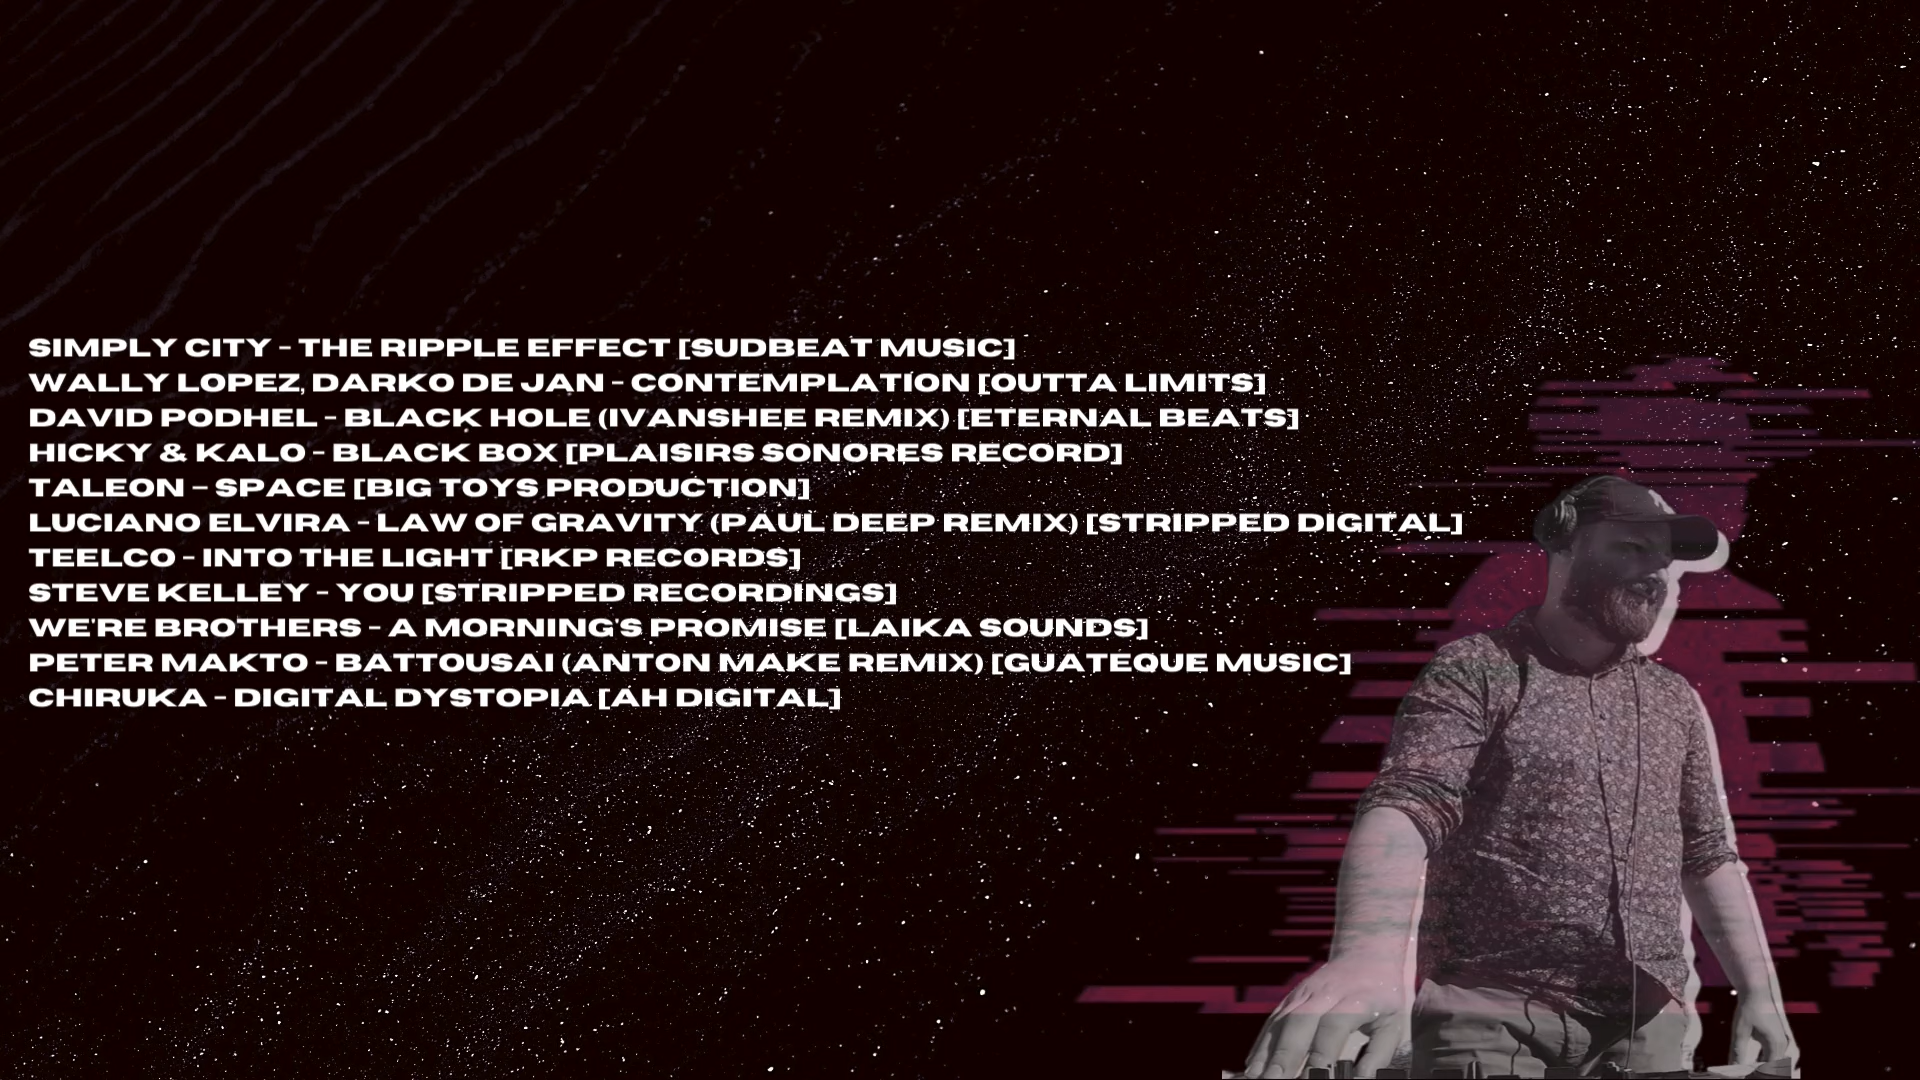 SIMPLY CITY - THE RIPPLE EFFECT [SUDBEAT MUSIC]
WALLY LOPEZ, DARKO DE JAN - CONTEMPLATION [OUTTA LIMITS]
DAVID PODHEL - BLACK HOLE (IVANSHEE REMIX) [ETERNAL BEATS]
HICKY & KALO - BLACK BOX [PLAISIRS SONORES RECORD]
TALEON – SPACE [BIG TOYS PRODUCTION]
LUCIANO ELVIRA - LAW OF GRAVITY (PAUL DEEP REMIX) [STRIPPED DIGITAL]
TEELCO - INTO THE LIGHT [RKP RECORDS]
STEVE KELLEY - YOU [STRIPPED RECORDINGS]
WE'RE BROTHERS - A MORNING'S PROMISE [LAIKA SOUNDS]
PETER MAKTO - BATTOUSAI (ANTON MAKE REMIX) [GUATEQUE MUSIC]
CHIRUKA - DIGITAL DYSTOPIA [AH DIGITAL]